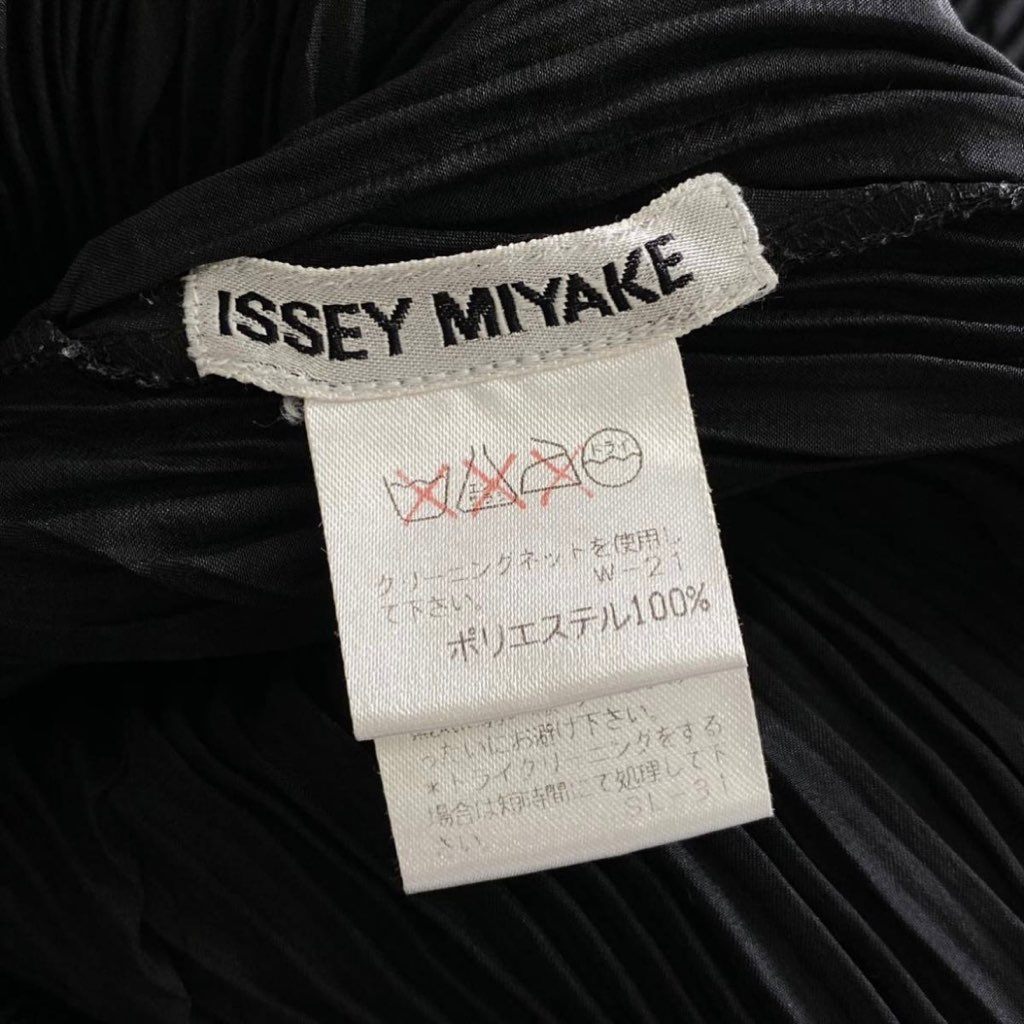 ISSEY MIYAKE
ドライ
クリーニングネットを使用し
て下さい。 W-21
ポリエステル100%
ったいにお避け下さい。
*ドライクリーニングをする
場合は短時間にて処理して下
さい SL-31